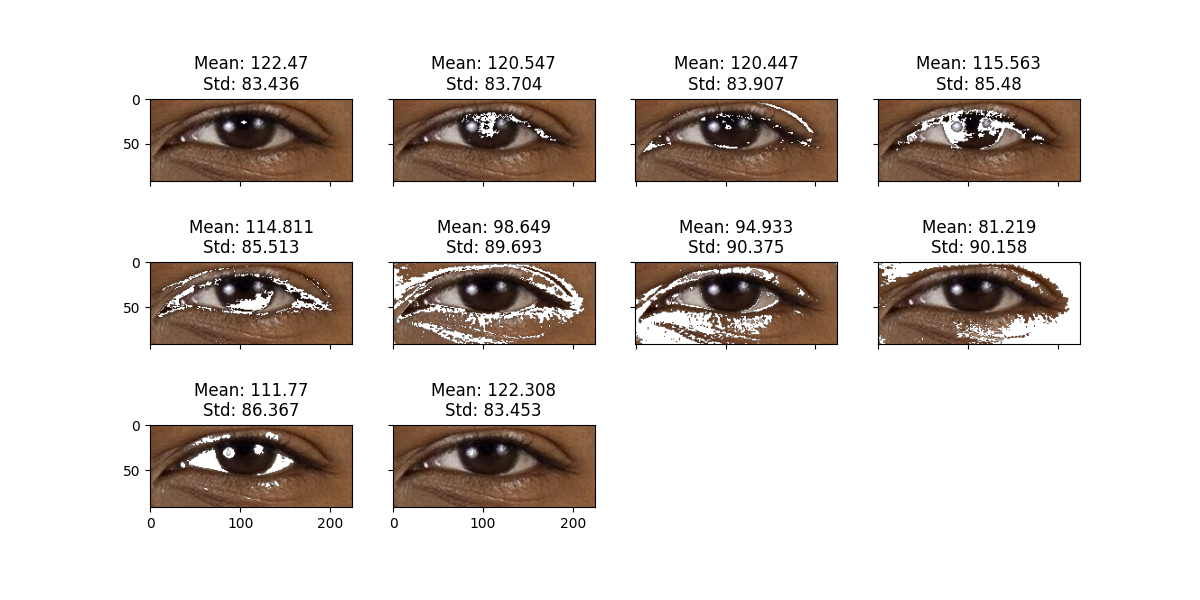 Mean: 122.47
Std: 83.436
Mean: 120.547
Std: 83.704
Mean: 120.447
Std: 83.907
Mean: 115.563
Std: 85.48
0
50
Mean: 114.811
Std: 85.513
Mean: 98.649
Std: 89.693
Mean: 94.933
Std: 90.375
Mean: 81.219
Std: 90.158
0
50
Mean: 111.77
Std: 86.367
Mean: 122.308
Std: 83.453
0
50
0 100 200
0 100 200